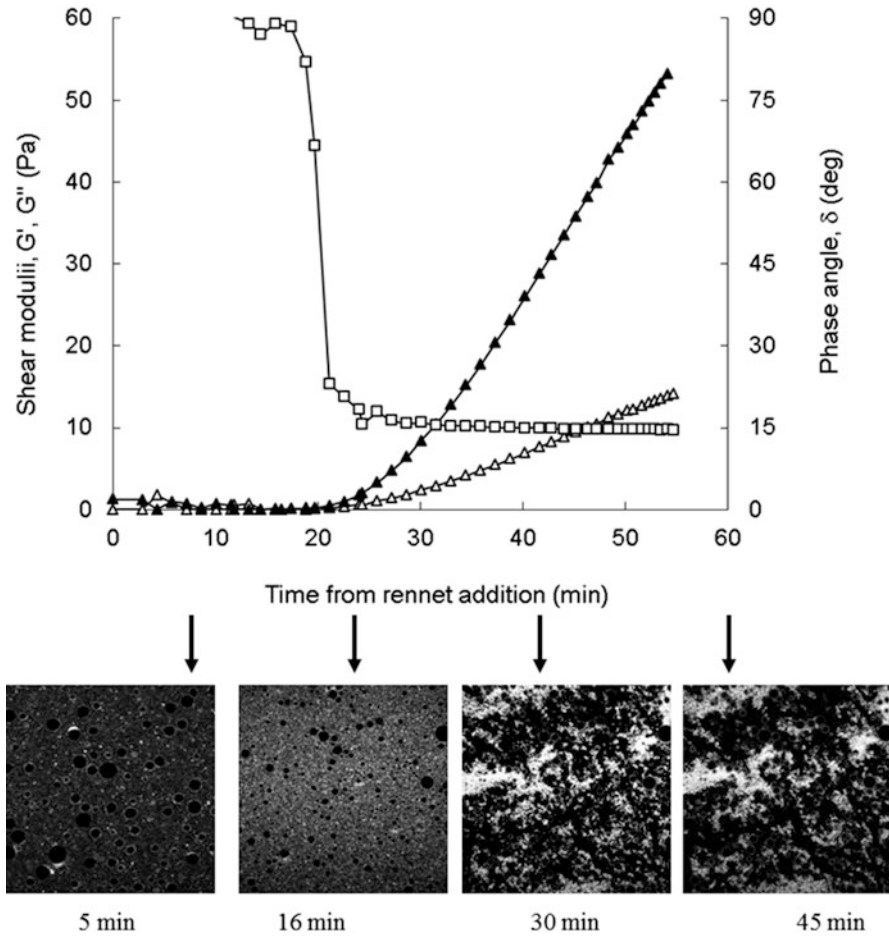 60
50
40
30
20
10
0
Shear modulii, G', G'' (Pa)
90
75
60
45
30
15
0
Phase angle, δ (deg)
0 10 20 30 40 50 60
Time from rennet addition (min)
5 min 16 min 30 min 45 min